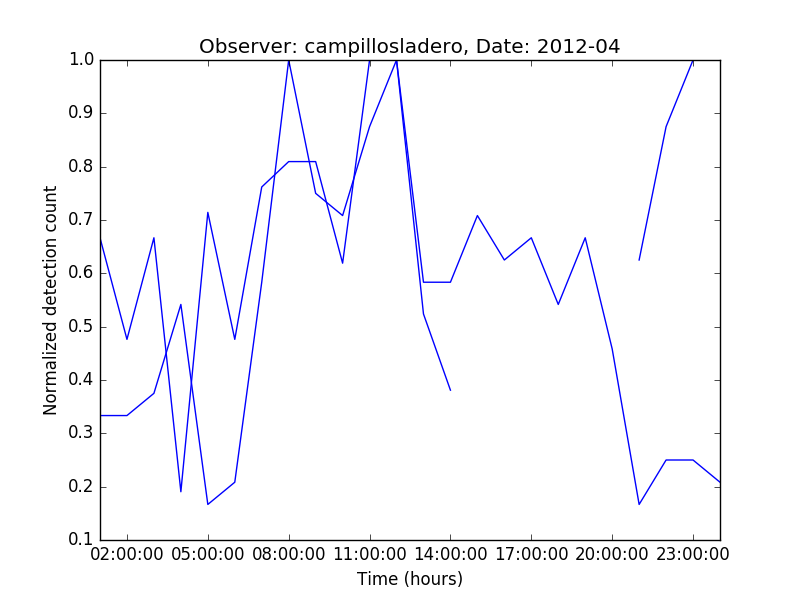 Observer: campillosladero, Date: 2012-04
1.0
0.9
0.8
0.7
0.6
0.5
0.4
0.3
0.2
0.1
Normalized detection count
02:00:00 05:00:00 08:00:00 11:00:00 14:00:00 17:00:00 20:00:00 23:00:00
Time (hours)